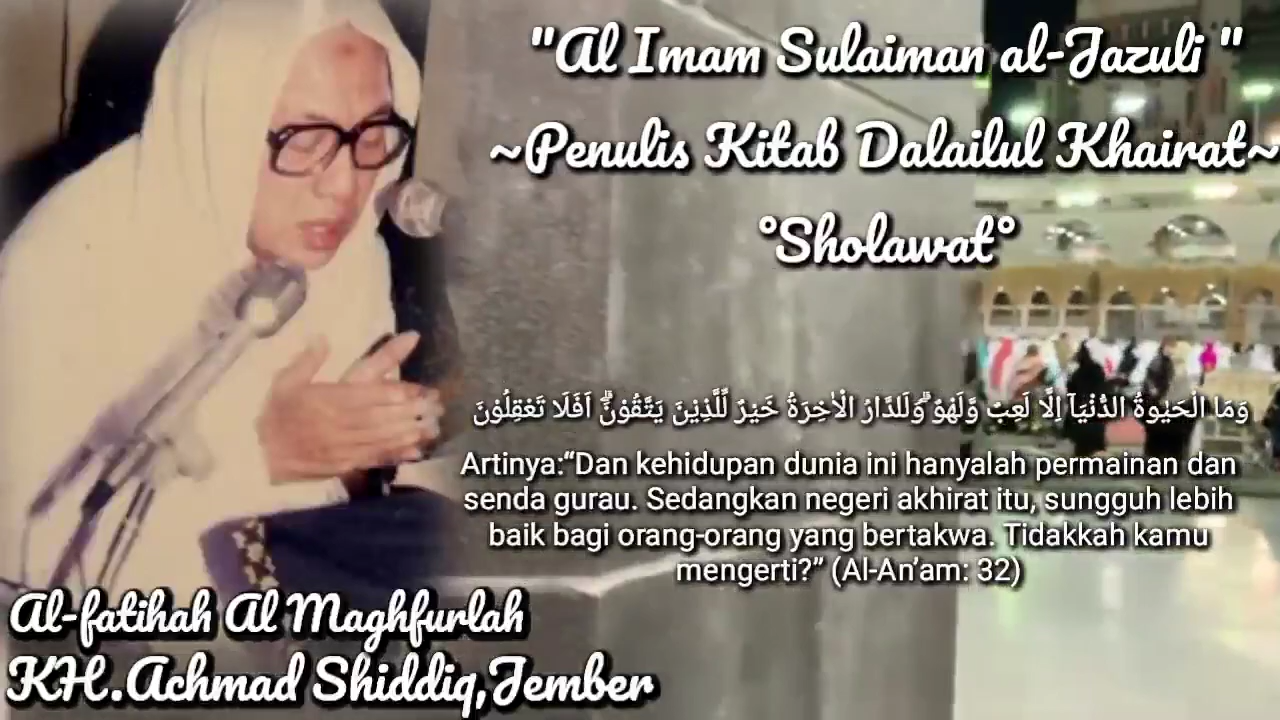 "Al Imam Sulaiman al-Jazuli "
~Penulis Kitab Dalailul Khairat~
°Sholawat°
وَمَا الْحَيٰوةُ الدُّنْيَآ اِلَّا لَعِبٌ وَّلَهْوٌ ۗوَلَلدَّارُ الْاٰخِرَةُ خَيْرٌ لِّلَّذِيْنَ يَتَّقُوْنَۗ اَفَلَا تَعْقِلُوْنَ
Artinya:“Dan kehidupan dunia ini hanyalah permainan dan
senda gurau. Sedangkan negeri akhirat itu, sungguh lebih
baik bagi orang-orang yang bertakwa. Tidakkah kamu
mengerti?” (Al-An’am: 32)
Al-fatihah Al Maghfurlah
KH.Achmad Shiddiq,Jember